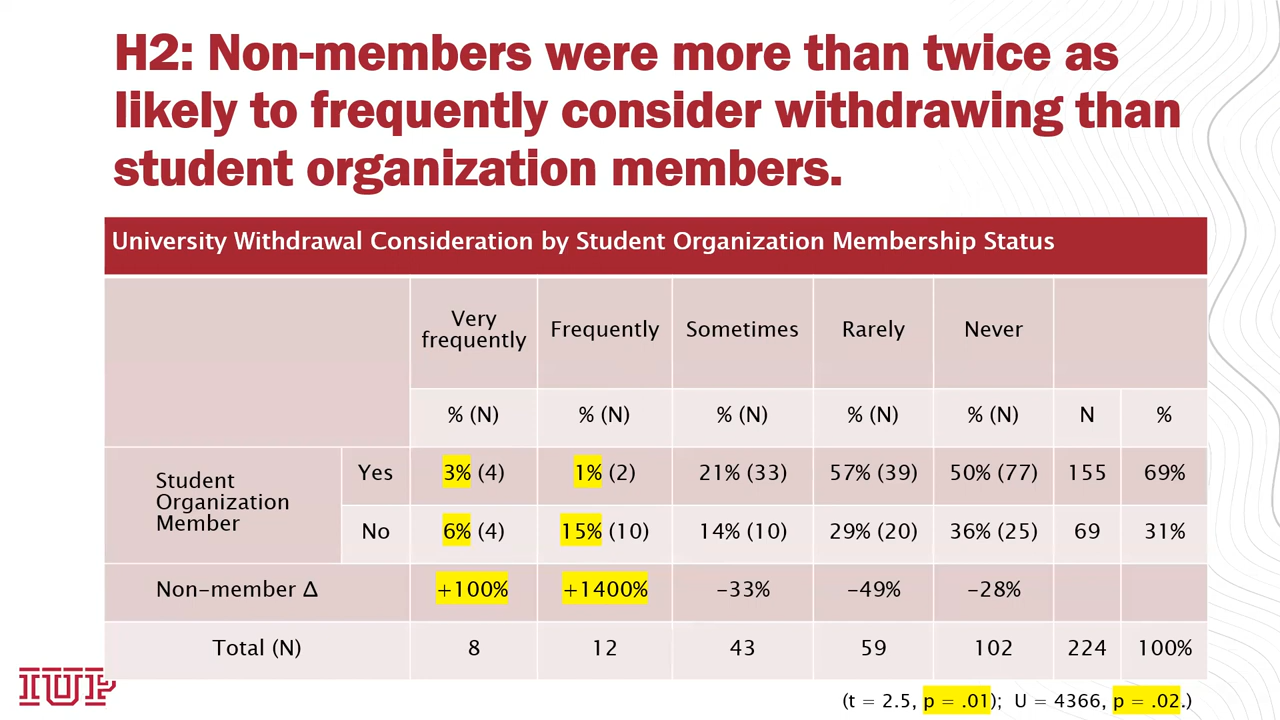 H2: Non-members were more than twice as
likely to frequently consider withdrawing than
student organization members.
University Withdrawal Consideration by Student Organization Membership Status
Very frequently Frequently Sometimes Rarely Never
% (N) % (N) % (N) % (N) % (N) N %
Student Organization Member
Yes 3% (4) 1% (2) 21% (33) 57% (39) 50% (77) 155 69%
No 6% (4) 15% (10) 14% (10) 29% (20) 36% (25) 69 31%
Non-member Δ +100% +1400% -33% -49% -28%
Total (N) 8 12 43 59 102 224 100%
IUP
(t = 2.5, p = .01); U = 4366, p = .02.)